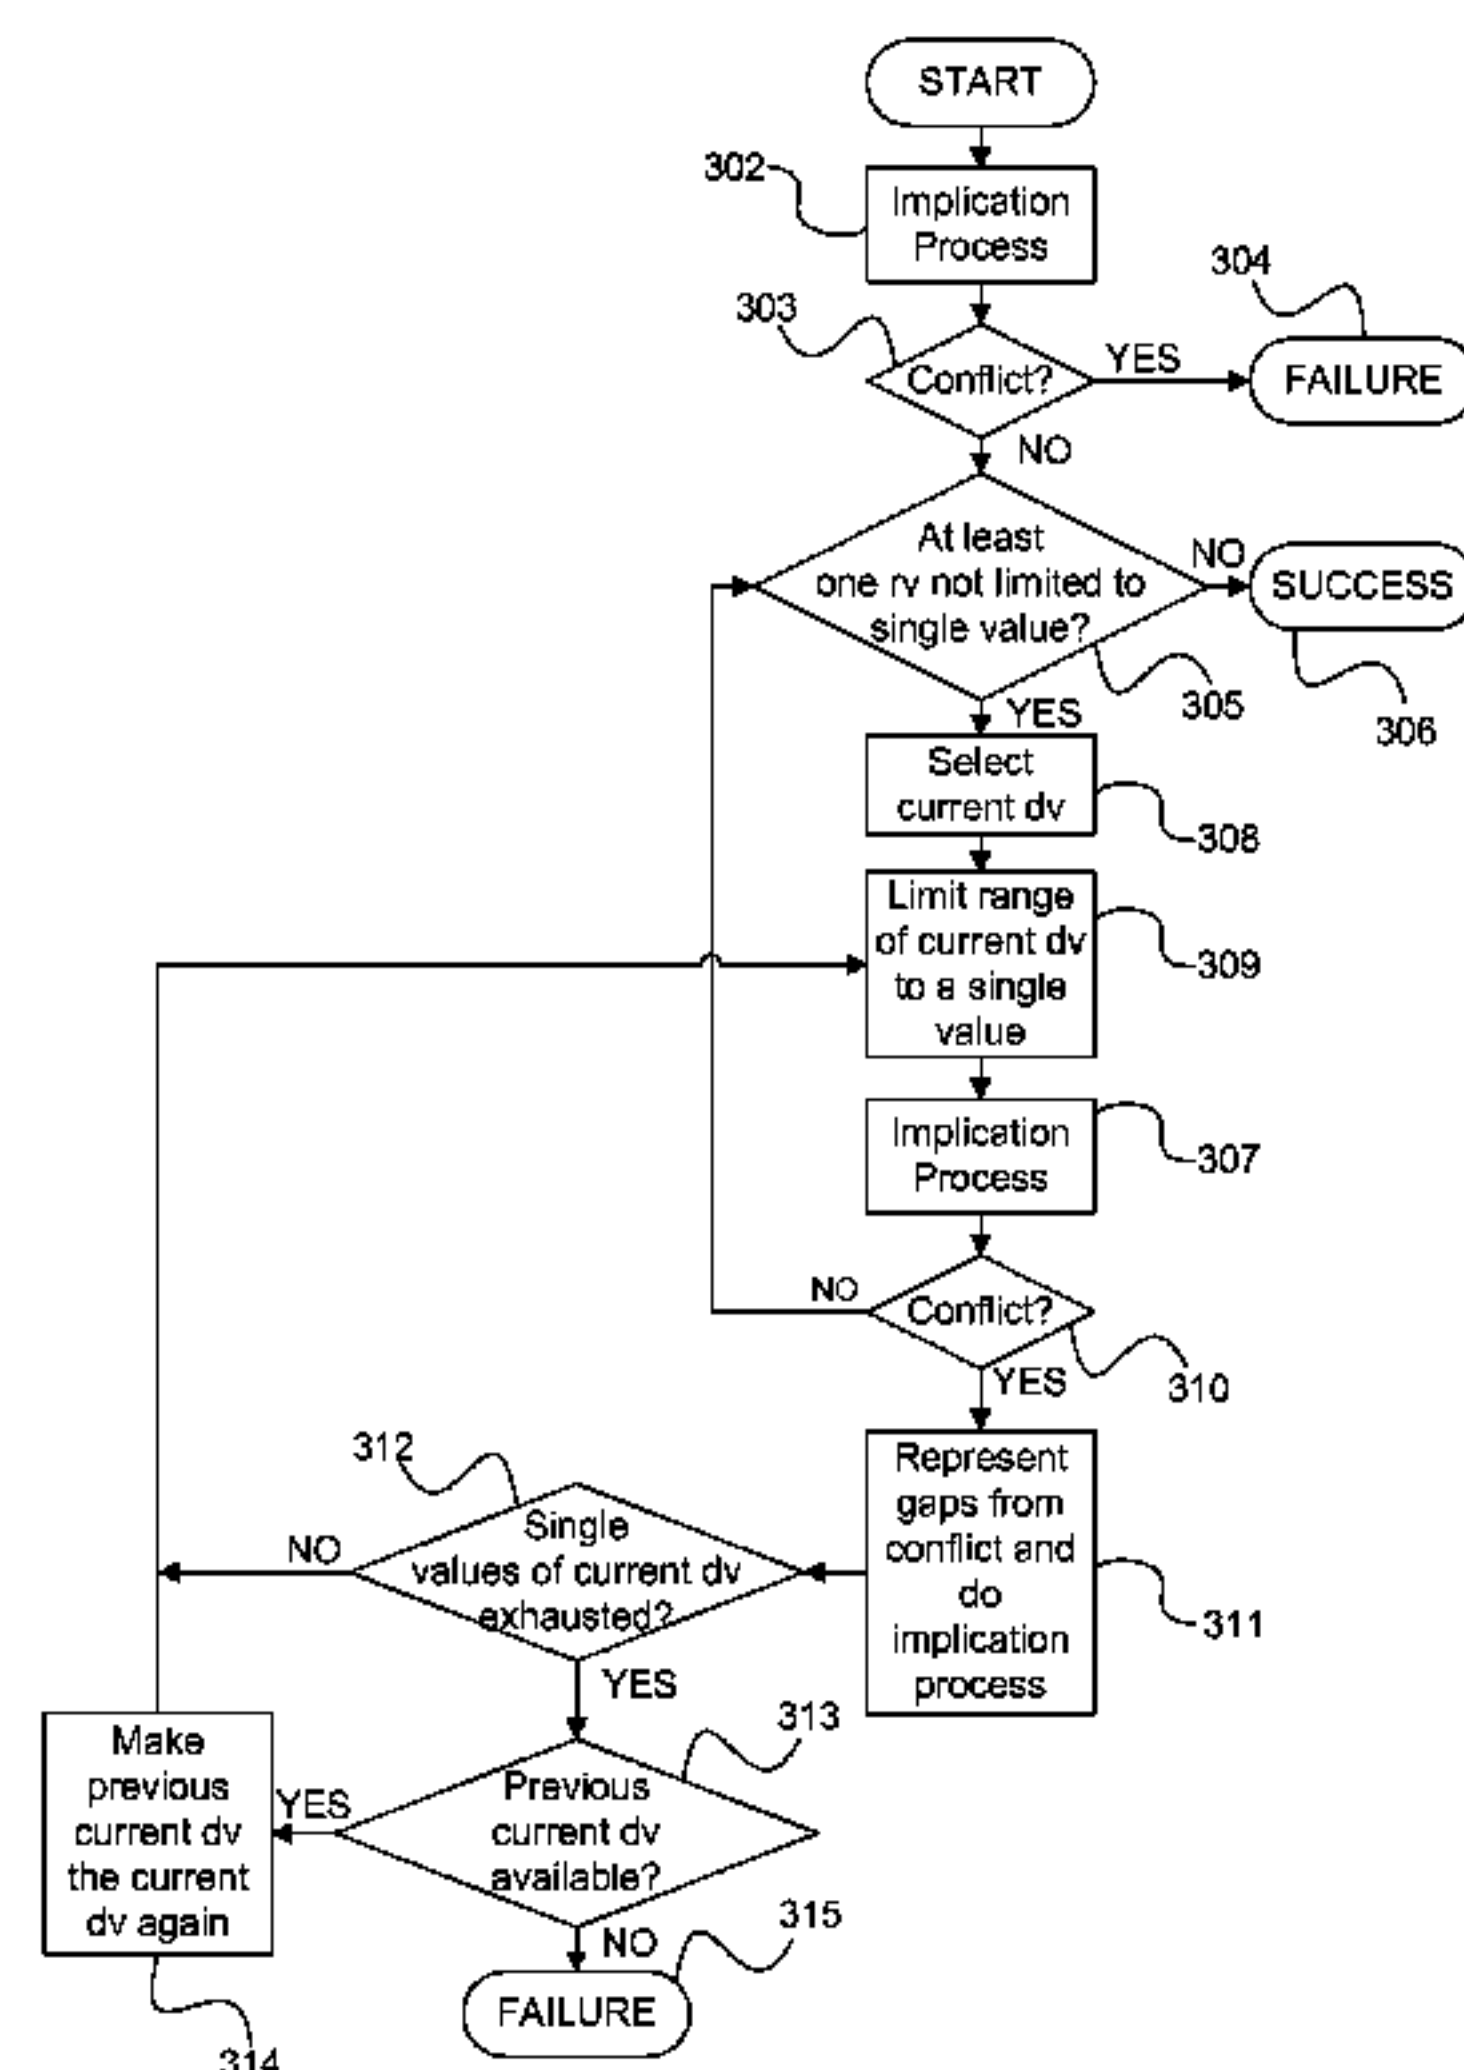 START
302
Implication
Process
304
303
Conflict?
YES
FAILURE
NO
At least
one rv not limited to
single value?
NO
SUCCESS
305
306
YES
Select
current dv
308
Limit range
of current dv
to a single
value
309
Implication
Process
307
NO
Conflict?
310
YES
Represent
gaps from
conflict and
do
implication
process
311
312
Single
values of current dv
exhausted?
NO
YES
313
Make
previous
current dv
the current
dv again
YES
Previous
current dv
available?
315
NO
FAILURE
314